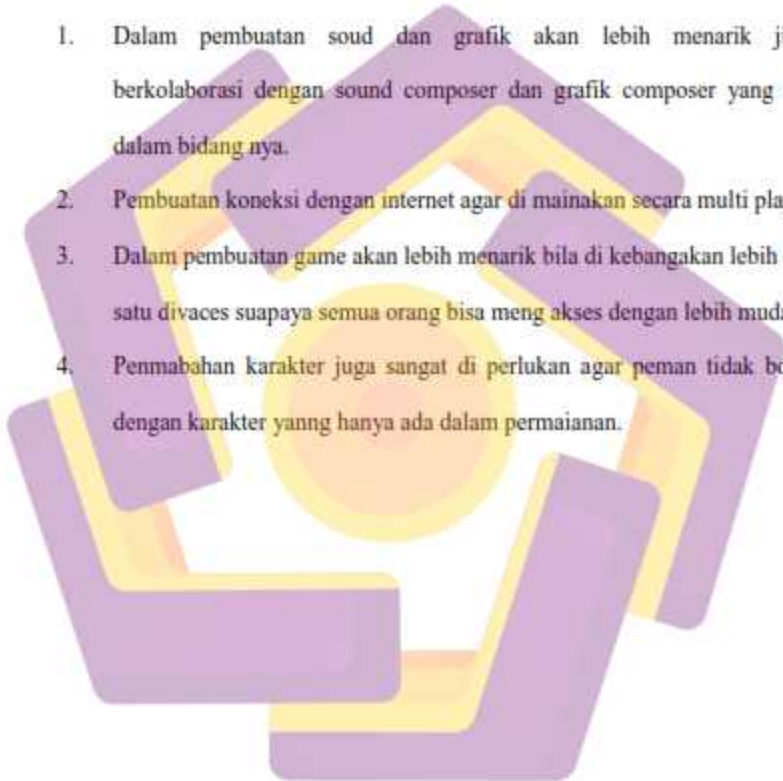 1. Dalam pembuatan soud dan grafik akan lebih menarik
berkolaborasi dengan sound composer dan grafik composer yang
dalam bidang nya.
2. Pembuatan koneksi dengan internet agar di mainakan secara multi
3. Dalam pembuatan game akan lebih menarik bila di kebangakan lebih
satu divaces suapaya semua orang bisa meng akses dengan lebih
4. Penmabahan karakter juga sangat di perlukan agar peman tidak
dengan karakter yanng hanya ada dalam permaianan.